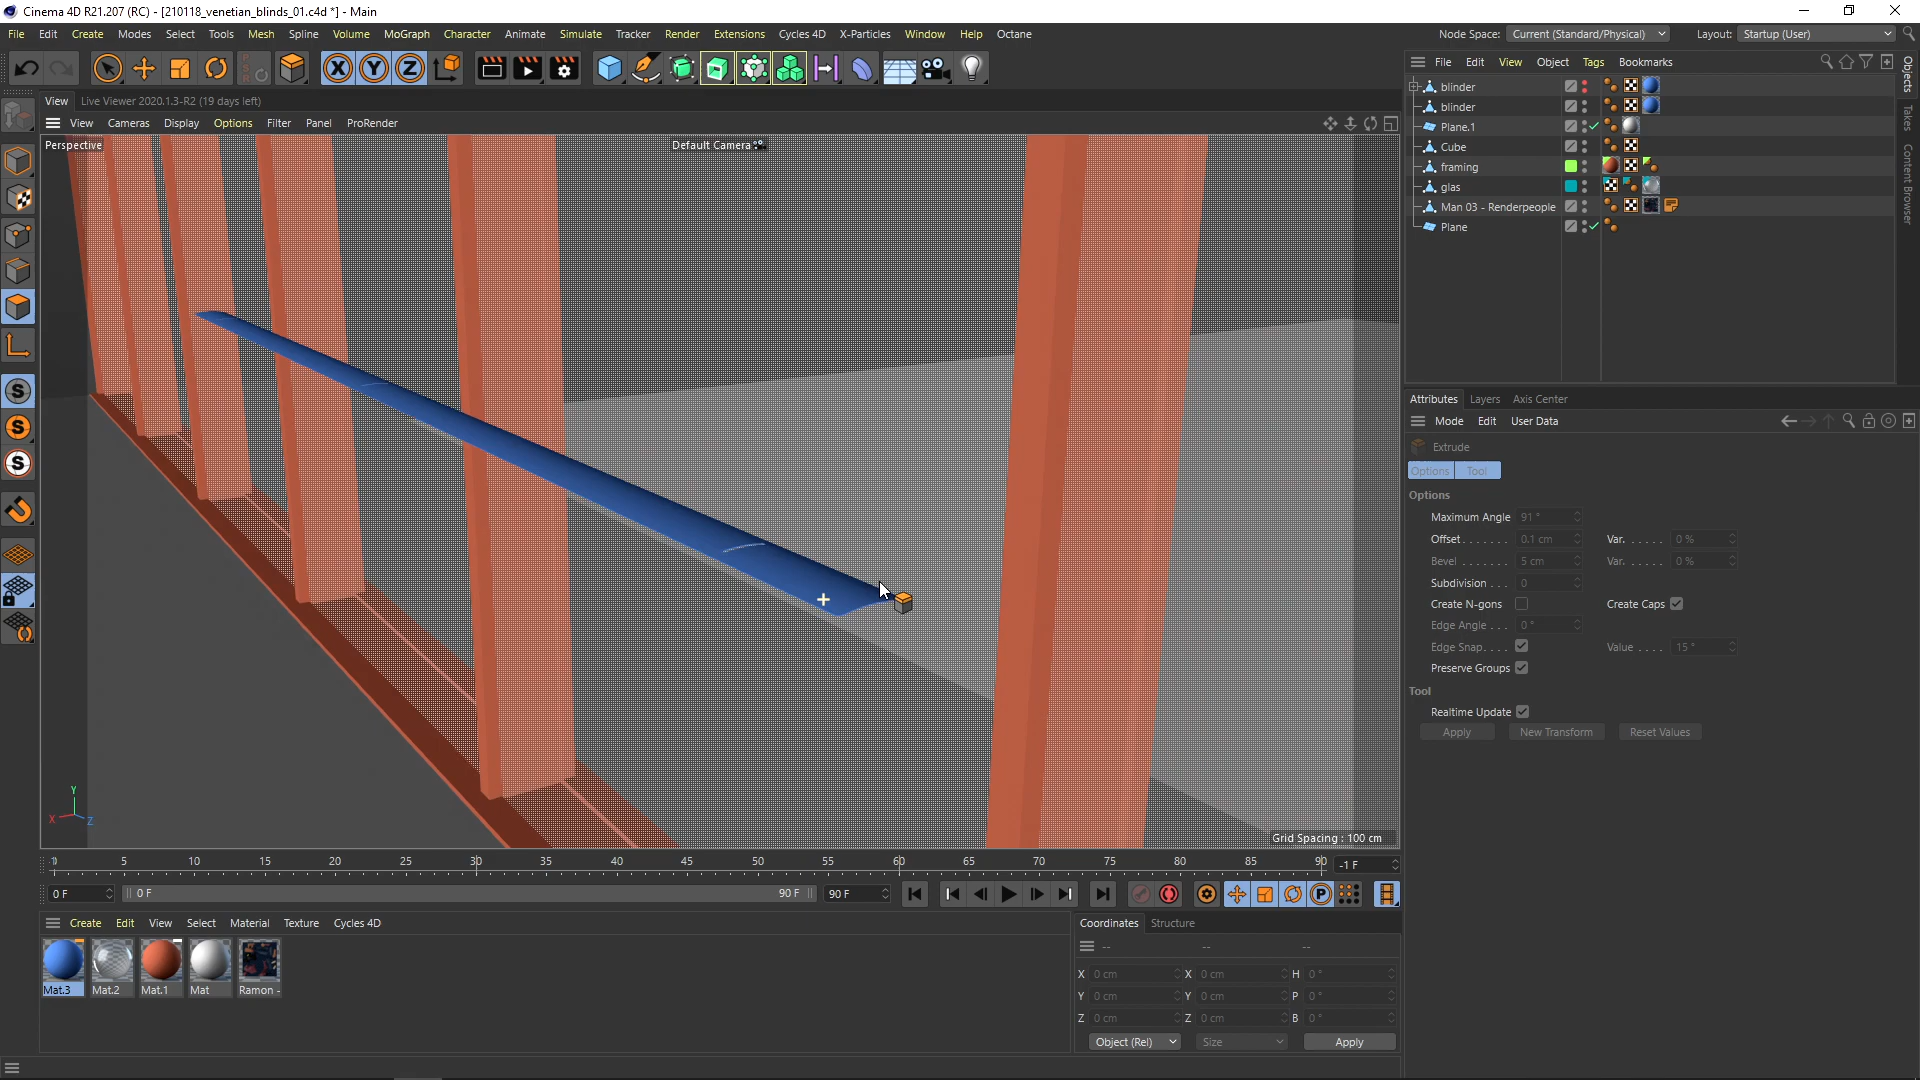 Cinema 4D R21.207 (RC) - [210118_venetian_blinds_01.c4d *] - Main
File Edit Create Modes Select Tools Mesh Spline Volume MoGraph Character Animate Simulate Tracker Render Extensions Cycles 4D X-Particles Window Help Octane Node Space: Current (Standard/Physical) Layout: Startup (User)
X Y Z
File Edit View Object Tags Bookmarks
View Live Viewer 2020.1.3-R2 (19 days left)
View Cameras Display Options Filter Panel ProRender
Perspective Default Camera
blinder
blinder
Plane.1
Cube
framing
glas
Man 03 - Renderpeople
Plane
Objects
Takes
Content Browser
Structure
Attributes Layers Axis Center
Mode Edit User Data
Extrude
Options Tool
Options
Maximum Angle 91 °
Offset 0.1 cm Var. 0 %
Bevel 5 cm Var. 0 %
Subdivision 0
Create N-gons Create Caps
Edge Angle 0 °
Edge Snap Value 15 °
Preserve Groups
Tool
Realtime Update
Apply New Transform Reset Values
S
S
S
Y
X Z
Grid Spacing : 100 cm
0 5 10 15 20 25 30 35 40 45 50 55 60 65 70 75 80 85 90 -1 F
0 F 0 F 90 F 90 F P
Create Edit View Select Material Texture Cycles 4D
Mat.3 Mat.2 Mat.1 Mat Ramon -
Coordinates Structure
-- -- --
X 0 cm X 0 cm H 0 °
Y 0 cm Y 0 cm P 0 °
Z 0 cm Z 0 cm B 0 °
Object (Rel) Size Apply